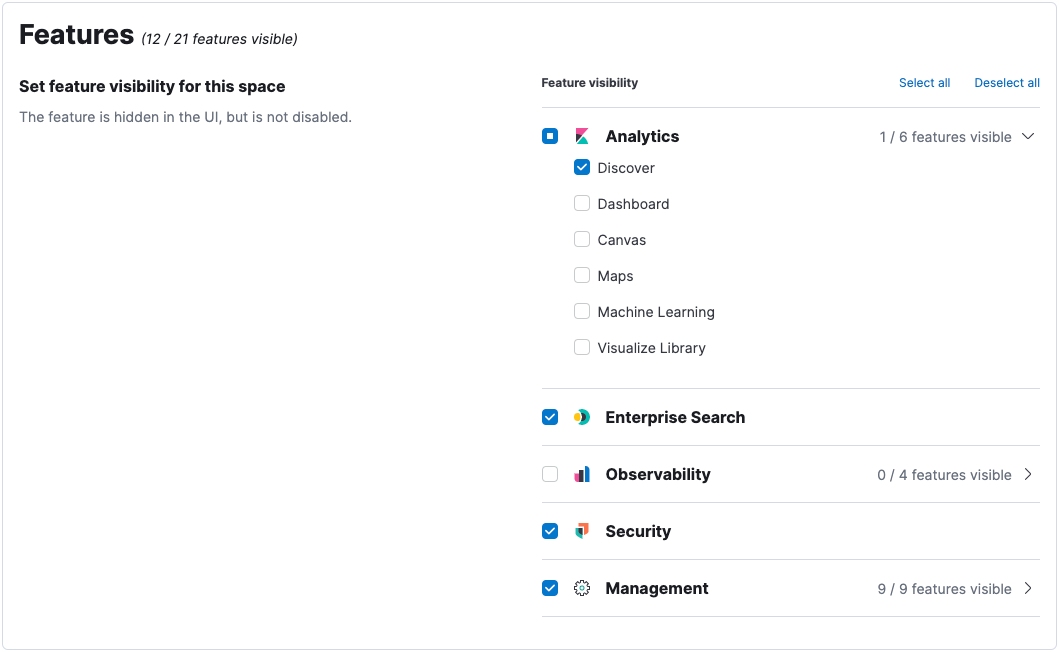 Features (12 / 21 features visible)
Set feature visibility for this space
The feature is hidden in the UI, but is not disabled.
Feature visibility Select all Deselect all
Analytics 1 / 6 features visible
Discover
Dashboard
Canvas
Maps
Machine Learning
Visualize Library
Enterprise Search
Observability 0 / 4 features visible
Security
Management 9 / 9 features visible